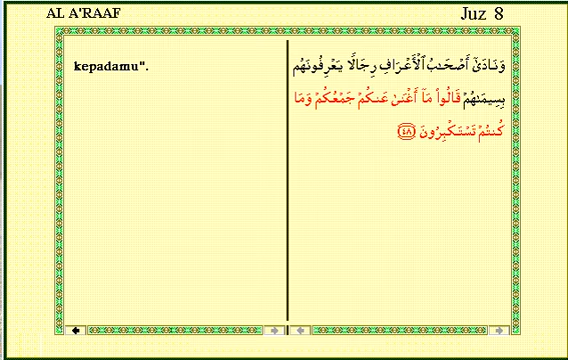 AL A'RAAF
Juz 8
kepadamu".
وَنَادَىٰٓ أَصْحَٰبُ ٱلْأَعْرَافِ رِجَالًا يَعْرِفُونَهُم
بِسِيمَىٰهُمْ قَالُوا۟ مَآ أَغْنَىٰ عَنكُمْ جَمْعُكُمْ وَمَا
كُنتُمْ تَسْتَكْبِرُونَ ٤٨